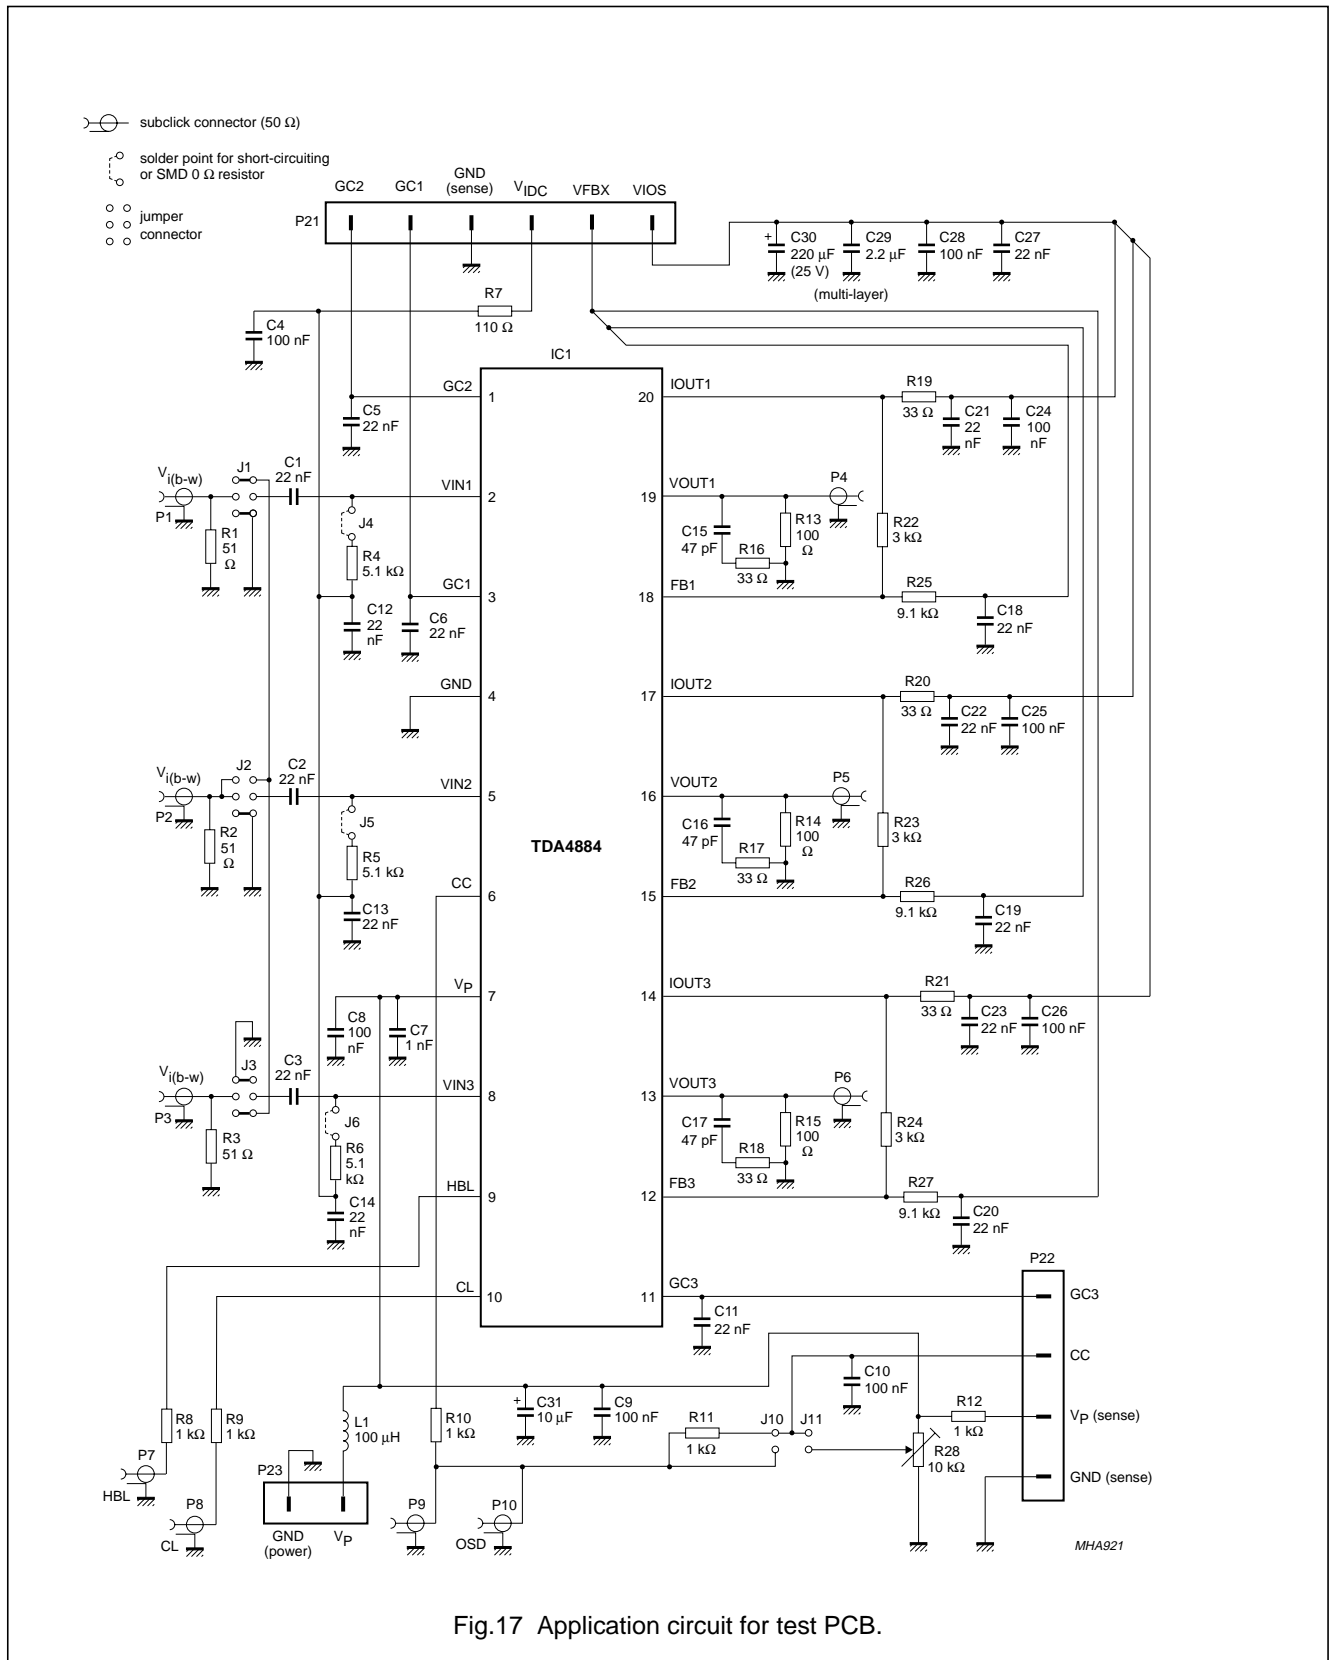 subclick connector (50 Ω)
solder point for short-circuiting
or SMD 0 Ω resistor
jumper
connector
GC2
GC1
GND
(sense)
VIDC
VFBX
VIOS
P21
+
C30
220 µF
(25 V)
C29
2.2 µF
C28
100 nF
C27
22 nF
(multi-layer)
R7
110 Ω
C4
100 nF
IC1
GC2
1
C5
22 nF
IOUT1
20
R19
33 Ω
C21
22
nF
C24
100
nF
Vi(b-w)
P1
R1
51
Ω
J1
C1
22 nF
VIN1
2
J4
R4
5.1 kΩ
VOUT1
19
C15
47 pF
R16
33 Ω
R13
100
Ω
P4
R22
3 kΩ
GC1
3
C12
22
nF
C6
22 nF
FB1
18
R25
9.1 kΩ
C18
22 nF
GND
4
IOUT2
17
R20
33 Ω
C22
22 nF
C25
100 nF
Vi(b-w)
P2
R2
51
Ω
J2
C2
22 nF
VIN2
5
J5
R5
5.1 kΩ
TDA4884
VOUT2
16
C16
47 pF
R17
33 Ω
R14
100
Ω
P5
R23
3 kΩ
CC
6
C13
22 nF
FB2
15
R26
9.1 kΩ
C19
22 nF
VP
7
C8
100
nF
C7
1 nF
IOUT3
14
R21
33 Ω
C23
22 nF
C26
100 nF
Vi(b-w)
P3
R3
51 Ω
J3
C3
22 nF
VIN3
8
J6
R6
5.1
kΩ
VOUT3
13
C17
47 pF
R18
33 Ω
R15
100
Ω
P6
R24
3 kΩ
HBL
9
C14
22
nF
FB3
12
R27
9.1 kΩ
C20
22 nF
CL
10
GC3
11
C11
22 nF
P22
GC3
CC
VP (sense)
GND (sense)
R8
1 kΩ
R9
1 kΩ
L1
100 µH
R10
1 kΩ
+
C31
10 µF
C9
100 nF
R11
1 kΩ
J10
J11
C10
100 nF
R12
1 kΩ
R28
10 kΩ
P7
HBL
P8
CL
P23
GND
(power)
VP
P9
P10
OSD
MHA921
Fig.17 Application circuit for test PCB.